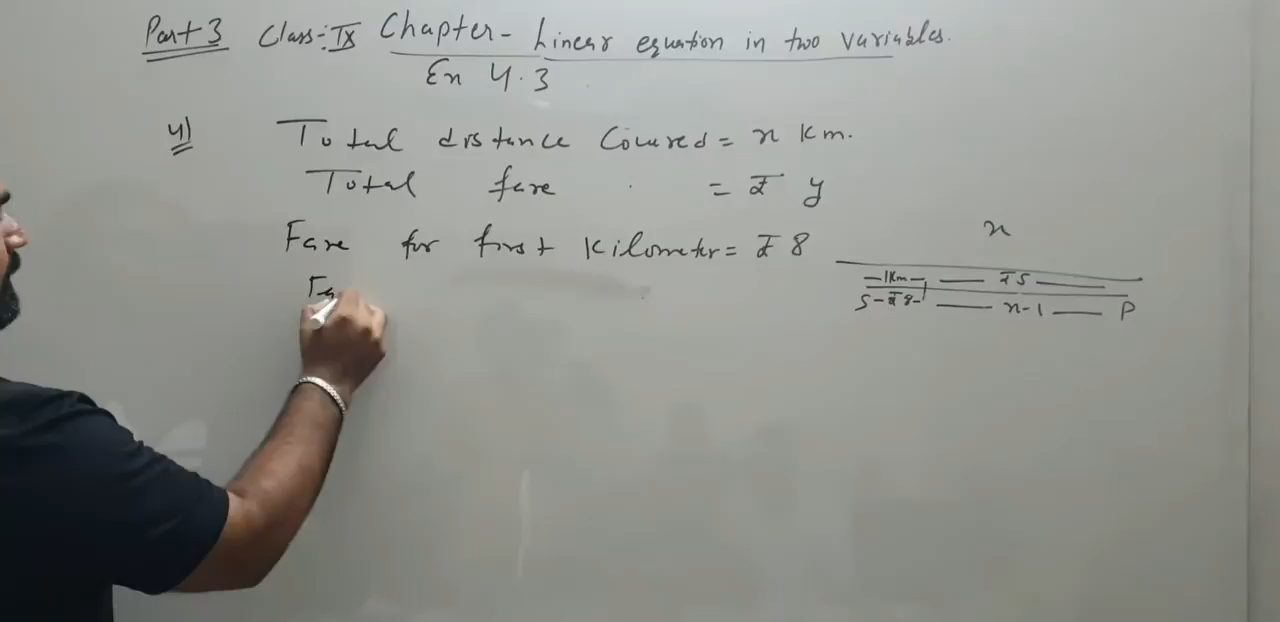 Part 3 Class:- IX Chapter - Linear equation in two variables.
Ex 4.3
4) Total distance Covered = x km.
Total fare = ₹ y
Fare for first Kilometer = ₹ 8
Fa
x
1km ₹5
S-₹8- x-1 P